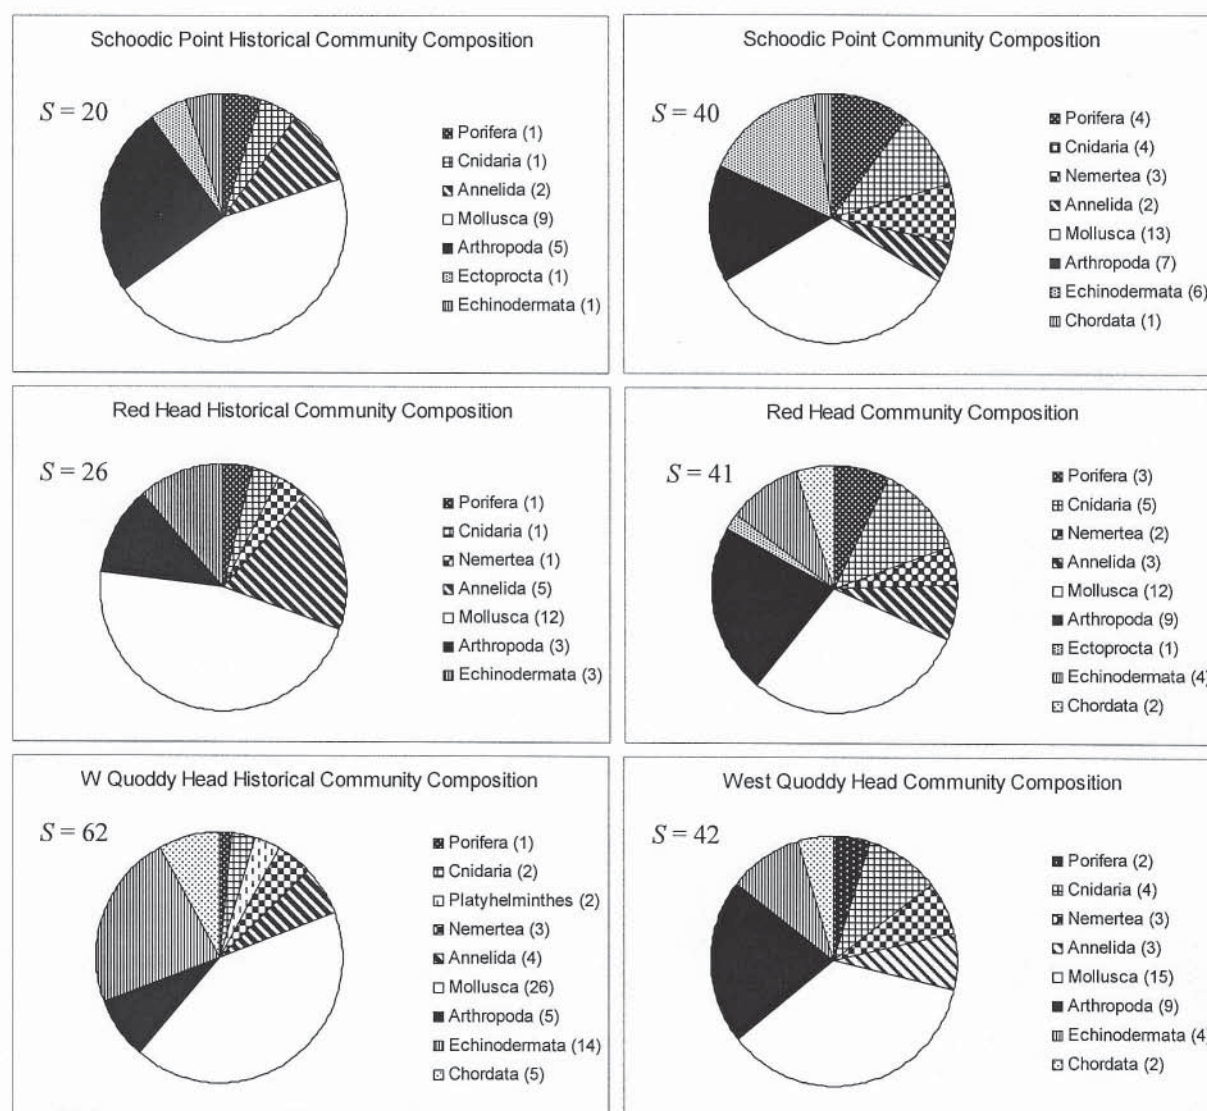 Schoodic Point Historical Community Composition
S = 20
Porifera (1)
Cnidaria (1)
Annelida (2)
Mollusca (9)
Arthropoda (5)
Ectoprocta (1)
Echinodermata (1)
Schoodic Point Community Composition
S = 40
Porifera (4)
Cnidaria (4)
Nemertea (3)
Annelida (2)
Mollusca (13)
Arthropoda (7)
Echinodermata (6)
Chordata (1)
Red Head Historical Community Composition
S = 26
Porifera (1)
Cnidaria (1)
Nemertea (1)
Annelida (5)
Mollusca (12)
Arthropoda (3)
Echinodermata (3)
Red Head Community Composition
S = 41
Porifera (3)
Cnidaria (5)
Nemertea (2)
Annelida (3)
Mollusca (12)
Arthropoda (9)
Ectoprocta (1)
Echinodermata (4)
Chordata (2)
W Quoddy Head Historical Community Composition
S = 62
Porifera (1)
Cnidaria (2)
Platyhelminthes (2)
Nemertea (3)
Annelida (4)
Mollusca (26)
Arthropoda (5)
Echinodermata (14)
Chordata (5)
West Quoddy Head Community Composition
S = 42
Porifera (2)
Cnidaria (4)
Nemertea (3)
Annelida (3)
Mollusca (15)
Arthropoda (9)
Echinodermata (4)
Chordata (2)